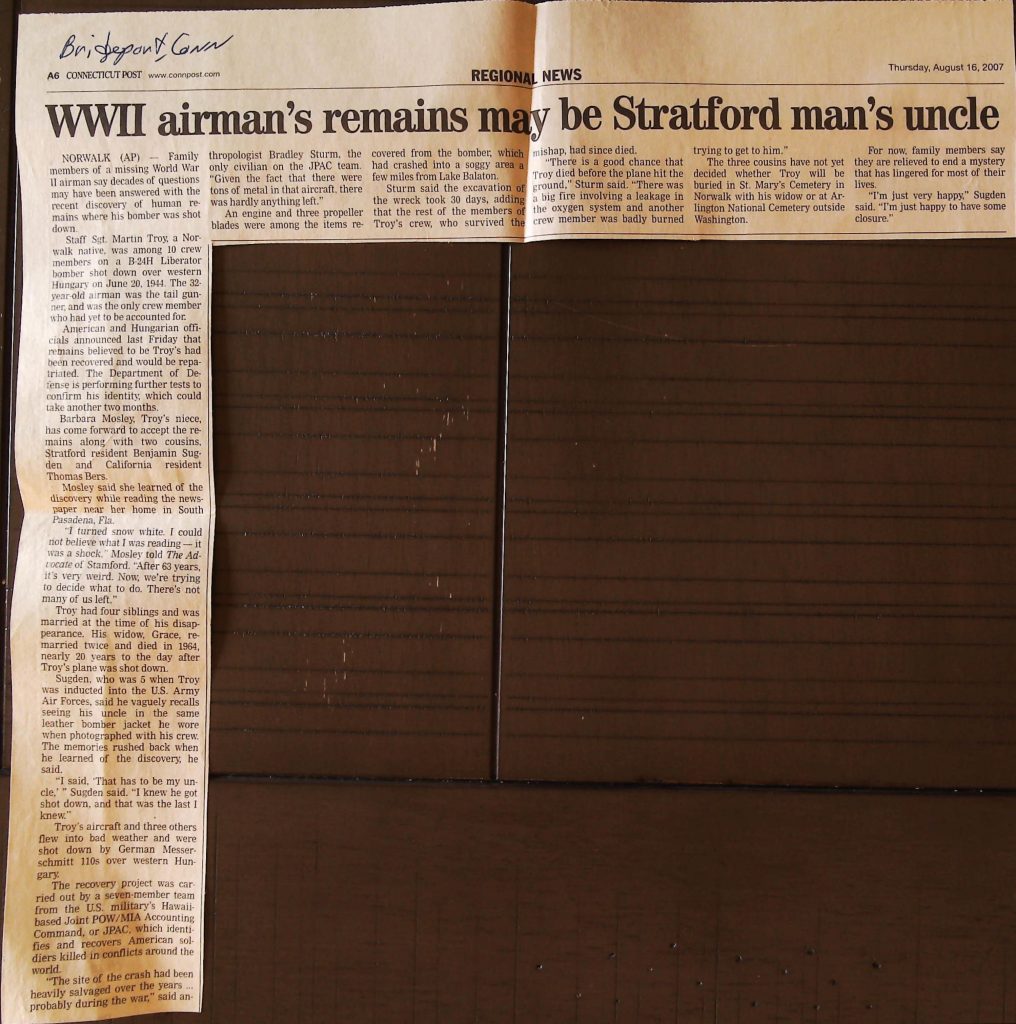 Bridgeport, Conn
A6 CONNECTICUT POST www.connpost.com
REGIONAL NEWS
Thursday, August 16, 2007
WWII airman's remains may be Stratford man's uncle
NORWALK (AP) — Family
members of a missing World War
II airman say decades of questions
may have been answered with the
recent discovery of human re-
mains where his bomber was shot
down.
Staff Sgt. Martin Troy, a Nor-
walk native, was among 10 crew
members on a B-24H Liberator
bomber shot down over western
Hungary on June 20, 1944. The 32-
year-old airman was the tail gun-
ner, and was the only crew member
who had yet to be accounted for.
American and Hungarian offi-
cials announced last Friday that
remains believed to be Troy's had
been recovered and would be repa-
triated. The Department of De-
fense is performing further tests to
confirm his identity, which could
take another two months.
Barbara Mosley, Troy's niece,
has come forward to accept the re-
mains along with two cousins,
Stratford resident Benjamin Sug-
den and California resident
Thomas Bers.
Mosley said she learned of the
discovery while reading the news-
paper near her home in South
Pasadena, Fla.
"I turned snow white. I could
not believe what I was reading — it
was a shock," Mosley told The Ad-
vocate of Stamford. "After 63 years,
it's very weird. Now, we're trying
to decide what to do. There's not
many of us left."
Troy had four siblings and was
married at the time of his disap-
pearance. His widow, Grace, re-
married twice and died in 1964,
nearly 20 years to the day after
Troy's plane was shot down.
Sugden, who was 5 when Troy
was inducted into the U.S. Army
Air Forces, said he vaguely recalls
seeing his uncle in the same
leather bomber jacket he wore
when photographed with his crew.
The memories rushed back when
he learned of the discovery, he
said.
"I said, 'That has to be my un-
cle,' " Sugden said. "I knew he got
shot down, and that was the last I
knew."
Troy's aircraft and three others
flew into bad weather and were
shot down by German Messer-
schmitt 110s over western Hun-
gary.
The recovery project was car-
ried out by a seven-member team
from the U.S. military's Hawaii-
based Joint POW/MIA Accounting
Command, or JPAC, which identi-
fies and recovers American sol-
diers killed in conflicts around the
world.
"The site of the crash had been
heavily salvaged over the years ...
probably during the war," said an-
thropologist Bradley Sturm, the
only civilian on the JPAC team.
"Given the fact that there were
tons of metal in that aircraft, there
was hardly anything left."
An engine and three propeller
blades were among the items re-
covered from the bomber, which
had crashed into a soggy area a
few miles from Lake Balaton.
Sturm said the excavation of
the wreck took 30 days, adding
that the rest of the members of
Troy's crew, who survived the
mishap, had since died.
"There is a good chance that
Troy died before the plane hit the
ground," Sturm said. "There was
a big fire involving a leakage in
the oxygen system and another
crew member was badly burned
trying to get to him."
The three cousins have not yet
decided whether Troy will be
buried in St. Mary's Cemetery in
Norwalk with his widow or at Ar-
lington National Cemetery outside
Washington.
For now, family members say
they are relieved to end a mystery
that has lingered for most of their
lives.
"I'm just very happy," Sugden
said. "I'm just happy to have some
closure."